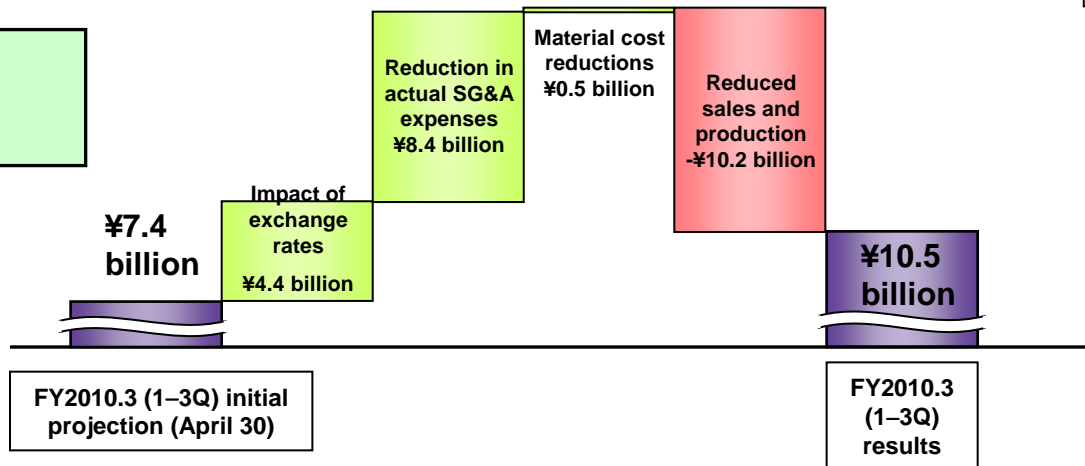 ¥7.4
billion
Impact of
exchange
rates
¥4.4 billion
Reduction in
actual SG&A
expenses
¥8.4 billion
Material cost
reductions
¥0.5 billion
Reduced
sales and
production
-¥10.2 billion
¥10.5
billion
FY2010.3 (1–3Q) initial
projection (April 30)
FY2010.3
(1–3Q)
results